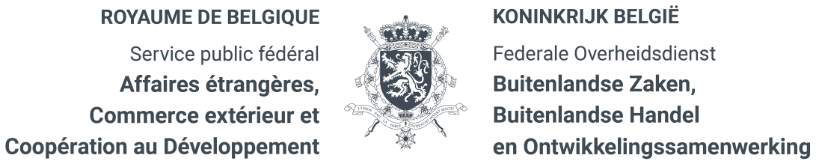 ROYAUME DE BELGIQUE
Service public fédéral
Affaires étrangères,
Commerce extérieur et
Coopération au Développement
KONINKRIJK BELGIË
Federale Overheidsdienst
Buitenlandse Zaken,
Buitenlandse Handel
en Ontwikkelingssamenwerking